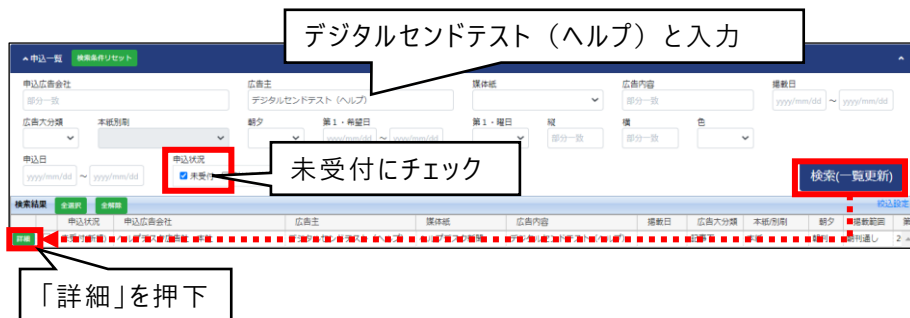 デジタルセンドテスト（ヘルプ）と入力
申込一覧 検索条件リセット
申込広告会社 広告主 媒体紙 広告内容 掲載日
部分一致 デジタルセンドテスト（ヘルプ） 部分一致 yyyy/mm/dd ～ yyyy/mm/dd
広告大分類 本紙別刷 朝夕 第1・希望日 第1・曜日 縦 横 色
yyyy/mm/dd ～ yyyy/mm/dd 部分一致 部分一致
申込日 申込状況
yyyy/mm/dd ～ yyyy/mm/dd 未受付
未受付にチェック
検索(一覧更新)
検索結果 全選択 全解除 絞込設定
申込状況 申込広告会社 広告主 媒体紙 広告内容 掲載日 広告大分類 本紙/別刷 朝夕 掲載範囲 第
詳細
「詳細」を押下